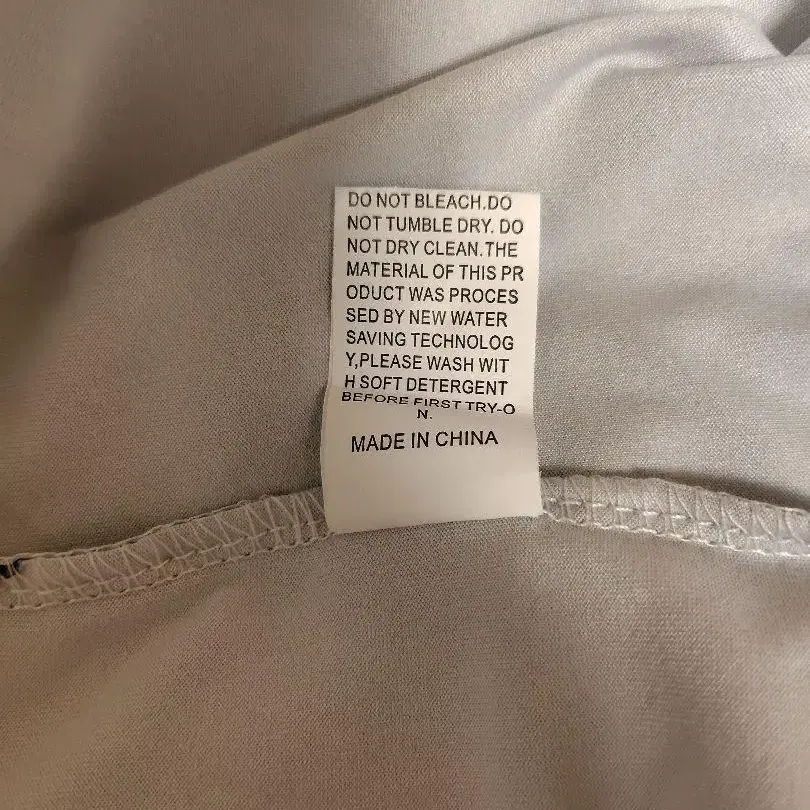 DO NOT BLEACH.DO
NOT TUMBLE DRY. DO
NOT DRY CLEAN.THE
MATERIAL OF THIS PR
ODUCT WAS PROCES
SED BY NEW WATER
SAVING TECHNOLOG
Y,PLEASE WASH WIT
H SOFT DETERGENT
BEFORE FIRST TRY-O
N.
MADE IN CHINA